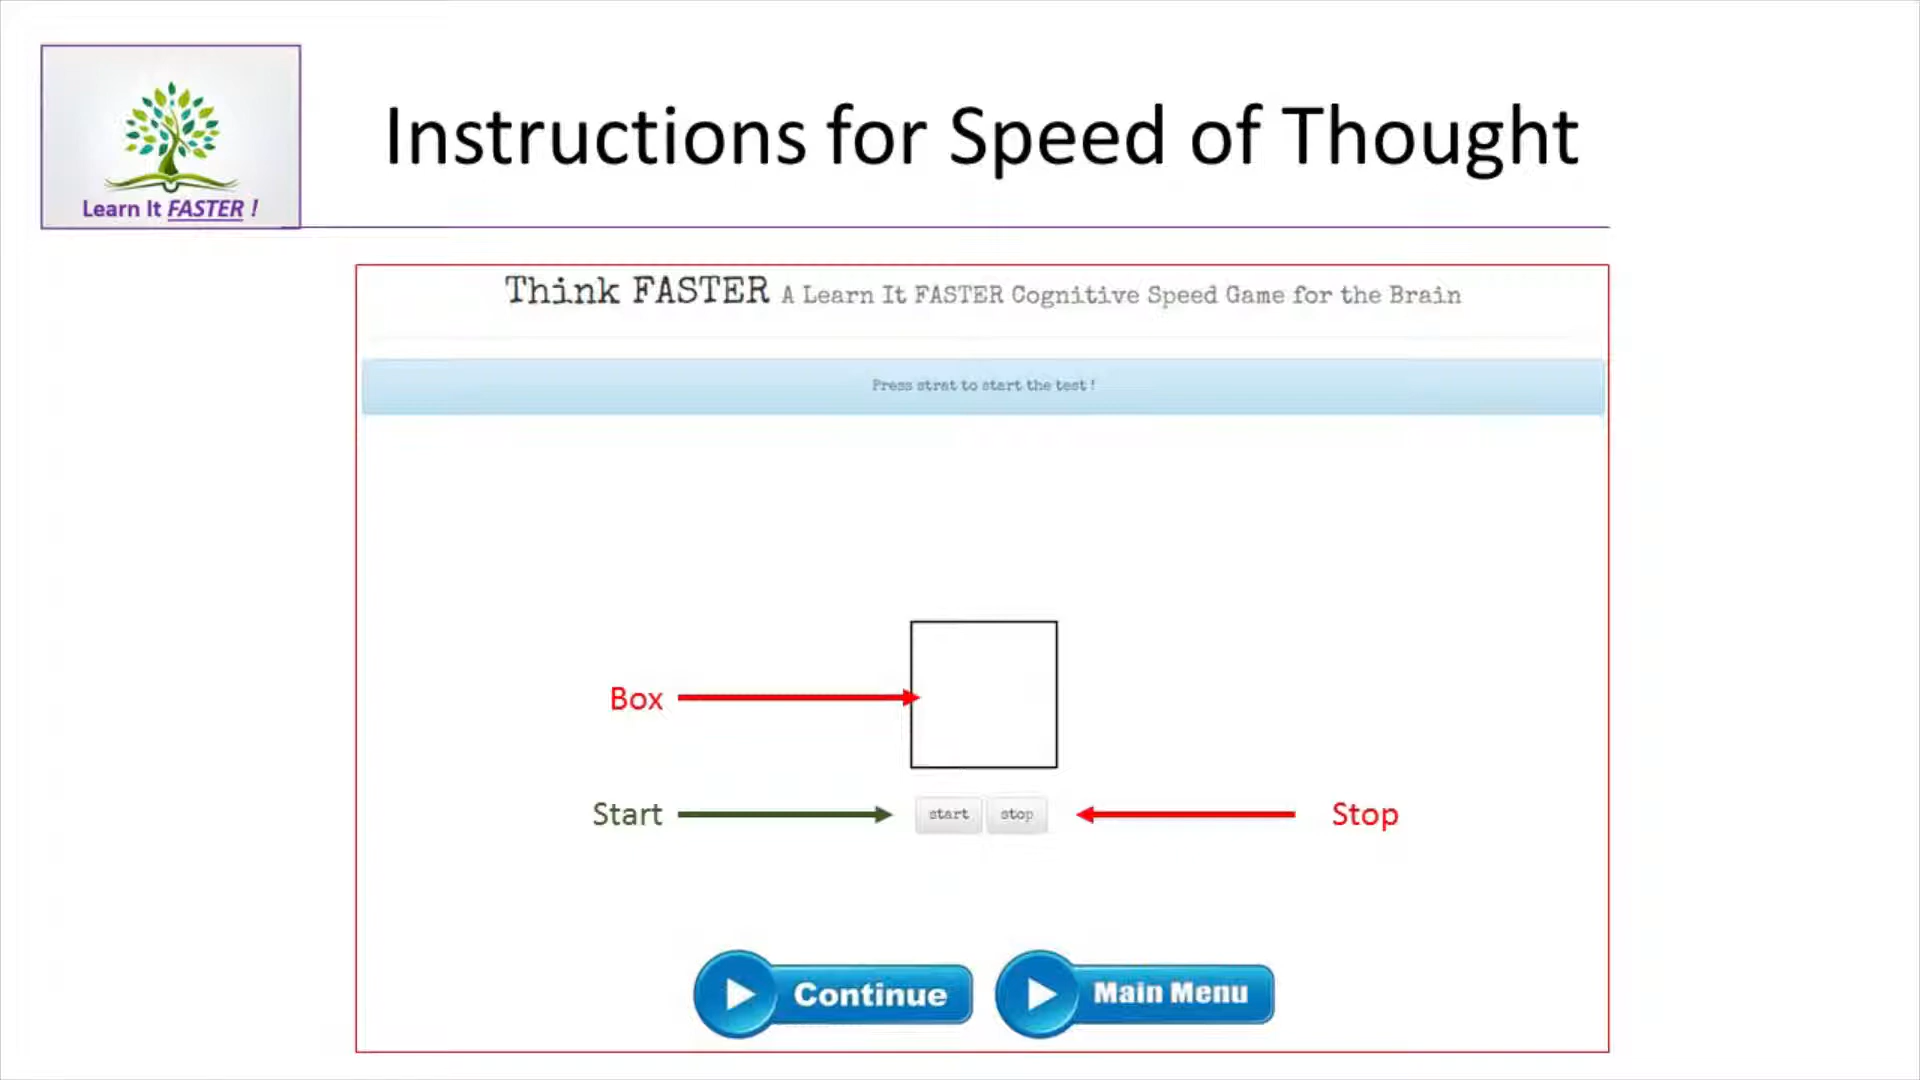 Learn It FASTER !
Instructions for Speed of Thought
Think FASTER A Learn It FASTER Cognitive Speed Game for the Brain
Press strat to start the test !
Box
Start
start stop
Stop
Continue
Main Menu